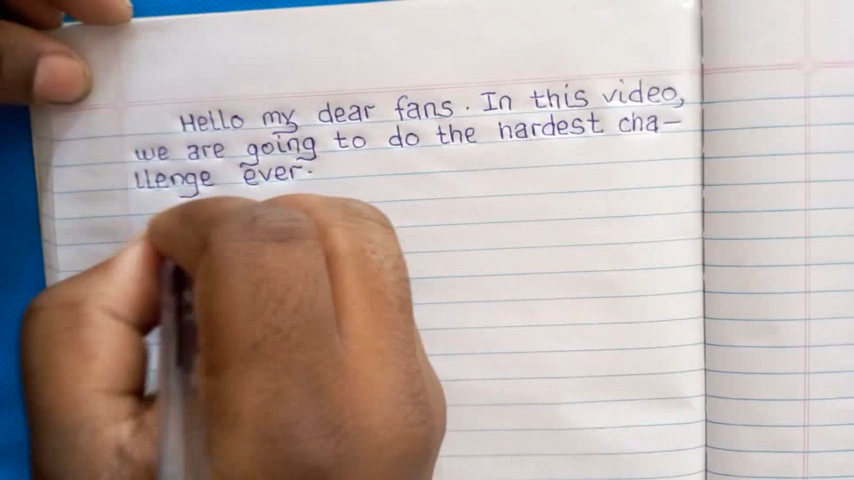 Hello my dear fans. In this video,
we are going to do the hardest cha-
llenge ever.